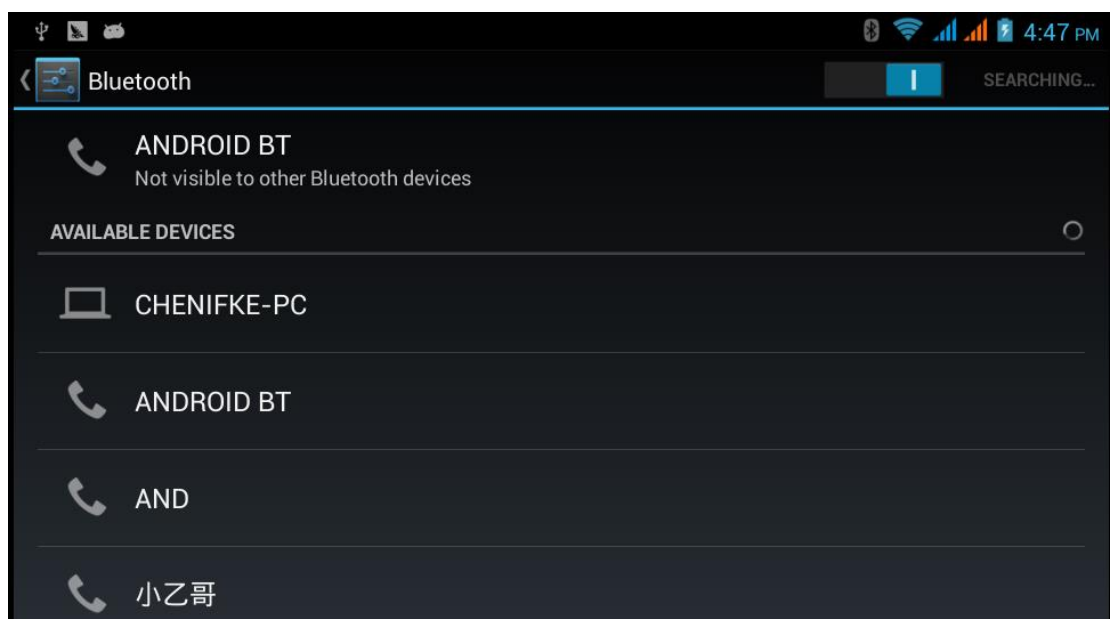 4:47 PM
Bluetooth
SEARCHING...
ANDROID BT
Not visible to other Bluetooth devices
AVAILABLE DEVICES
CHENIFKE-PC
ANDROID BT
AND
小乙哥